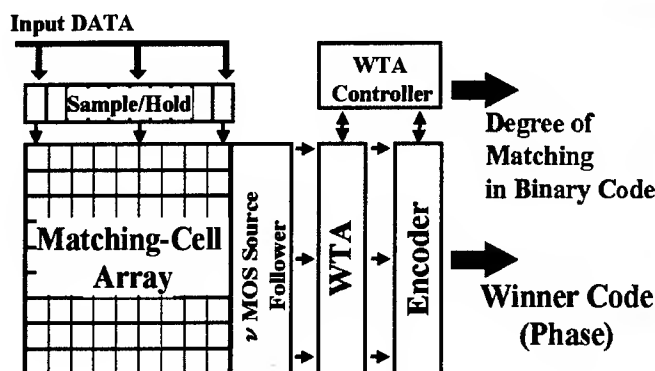 Input DATA
Sample/Hold
WTA
Controller
Degree of
Matching
in Binary Code
Matching-Cell
Array
ν MOS Source
Follower
WTA
Encoder
Winner Code
(Phase)